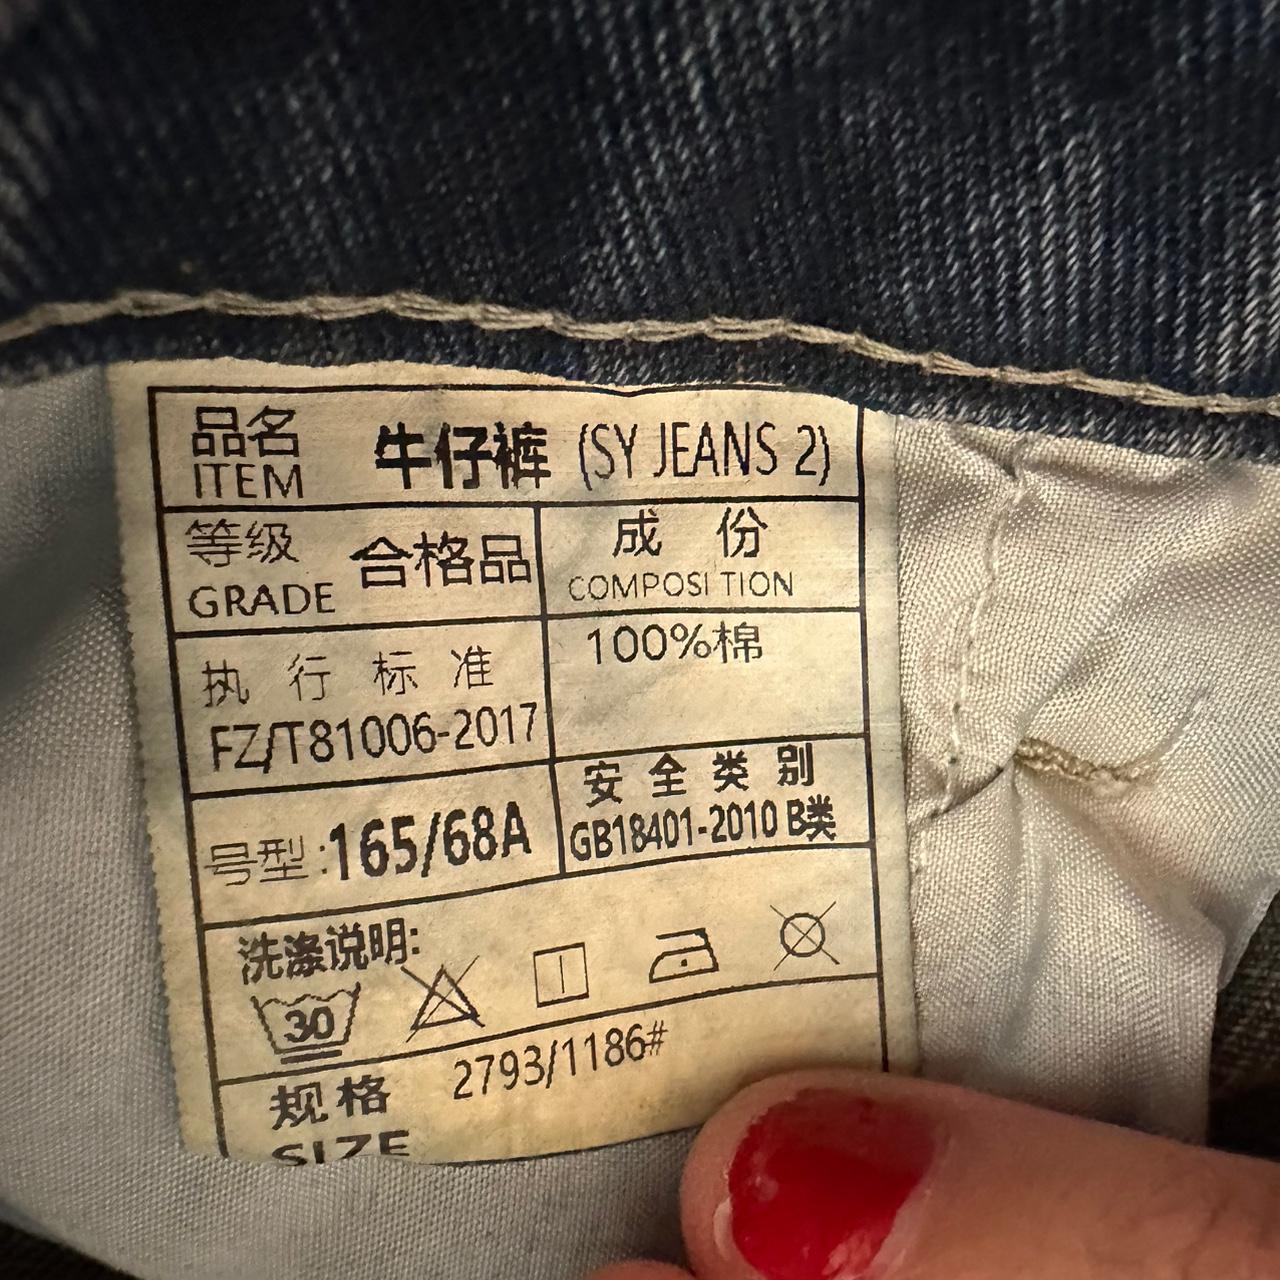 品名 牛仔裤 (SY JEANS 2)
ITEM
等级 合格品
GRADE
成 份
COMPOSITION
100%棉
执 行 标 准
FZ/T81006-2017
号型:165/68A
安 全 类 别
GB18401-2010 B类
洗涤说明:
30
规格 2793/1186#
SIZE